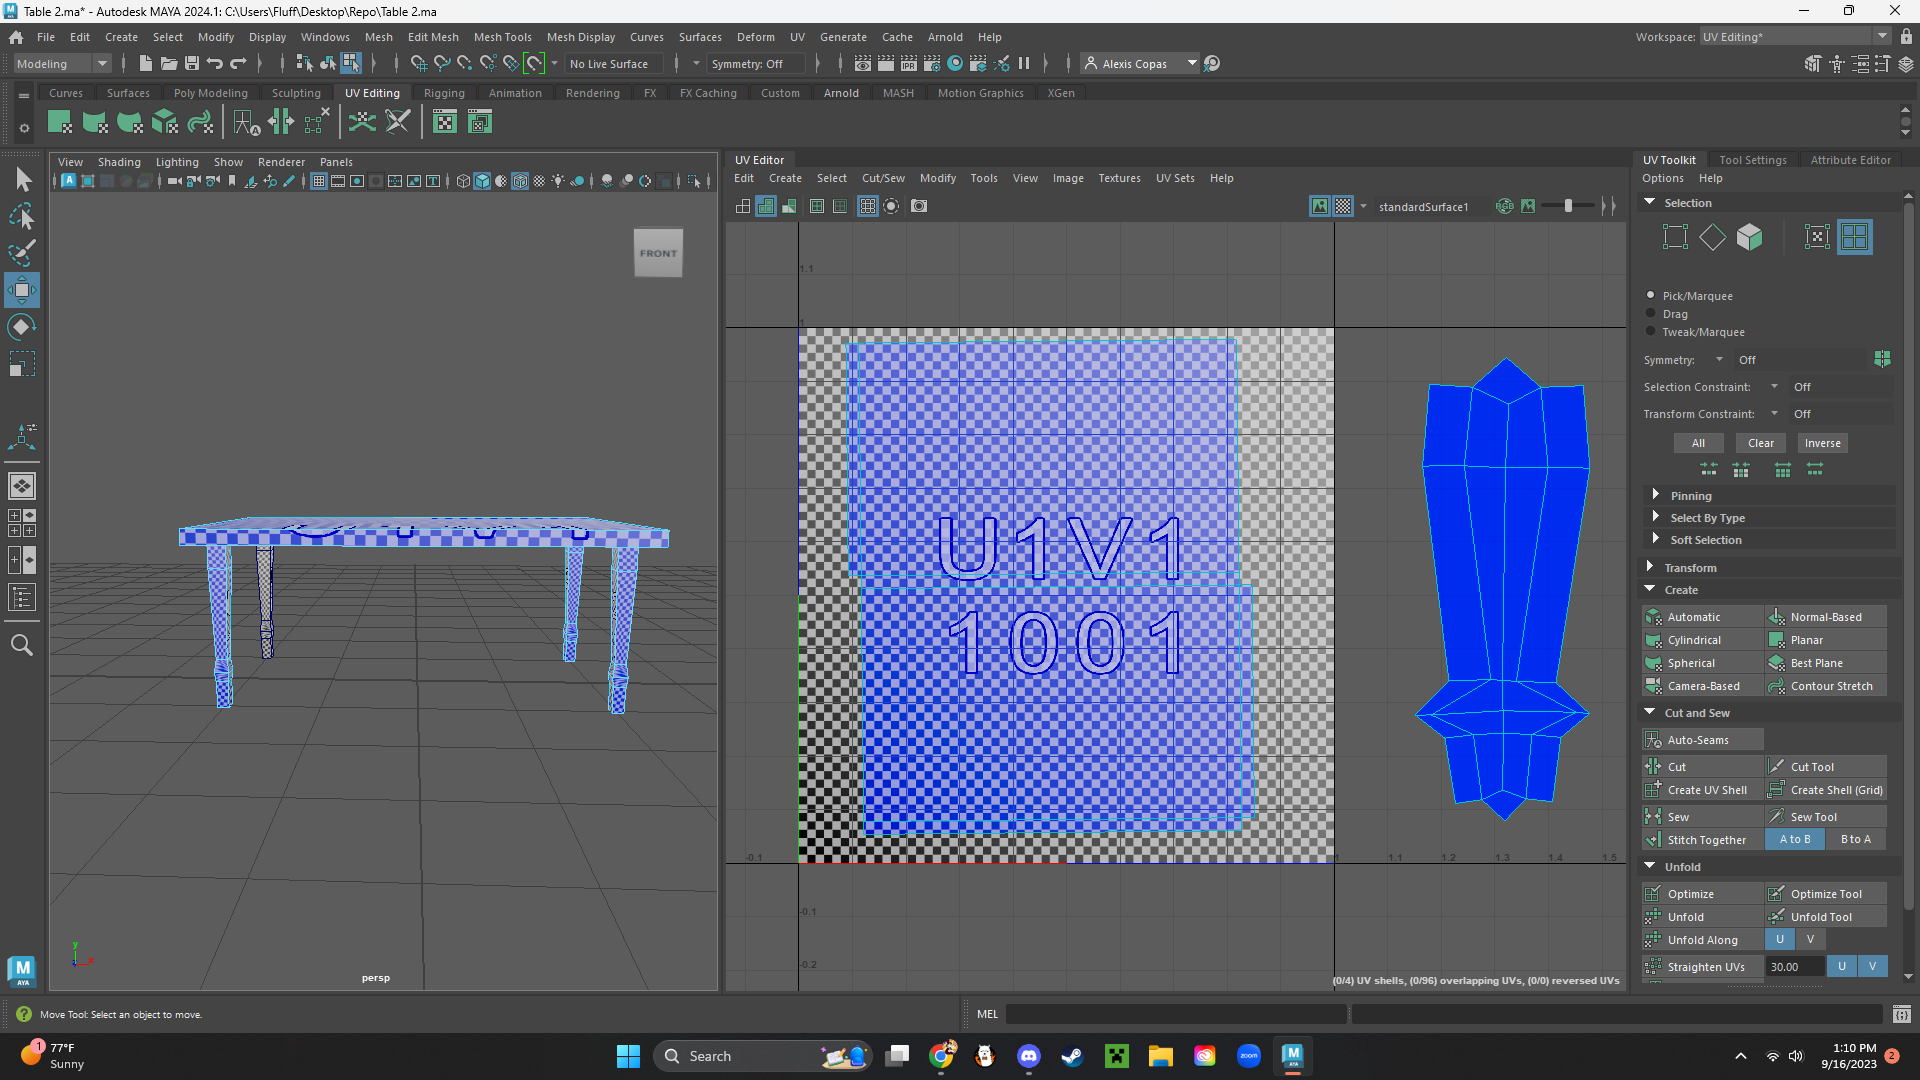 Table 2.ma* - Autodesk MAYA 2024.1: C:\Users\Fluff\Desktop\Repo\Table 2.ma
File Edit Create Select Modify Display Windows Mesh Edit Mesh Mesh Tools Mesh Display Curves Surfaces Deform UV Generate Cache Arnold Help
Workspace: UV Editing*
Modeling
No Live Surface
Symmetry: Off
Alexis Copas
Curves Surfaces Poly Modeling Sculpting UV Editing Rigging Animation Rendering FX FX Caching Custom Arnold MASH Motion Graphics XGen
View Shading Lighting Show Renderer Panels
FRONT
persp
y
UV Editor
Edit Create Select Cut/Sew Modify Tools View Image Textures UV Sets Help
standardSurface1
1.1
1
U1V1
1001
-0.1
1 1.1 1.2 1.3 1.4 1.5
-0.1
-0.2
(0/4) UV shells, (0/96) overlapping UVs, (0/0) reversed UVs
UV Toolkit Tool Settings Attribute Editor
Options Help
Selection
Pick/Marquee
Drag
Tweak/Marquee
Symmetry: Off
Selection Constraint: Off
Transform Constraint: Off
All Clear Inverse
Pinning
Select By Type
Soft Selection
Transform
Create
Automatic Normal-Based
Cylindrical Planar
Spherical Best Plane
Camera-Based Contour Stretch
Cut and Sew
Auto-Seams
Cut Cut Tool
Create UV Shell Create Shell (Grid)
Sew Sew Tool
Stitch Together A to B B to A
Unfold
Optimize Optimize Tool
Unfold Unfold Tool
Unfold Along U V
Straighten UVs 30.00 U V
Move Tool: Select an object to move.
MEL
1
77°F
Sunny
Search
zoom
1:10 PM
9/16/2023
2